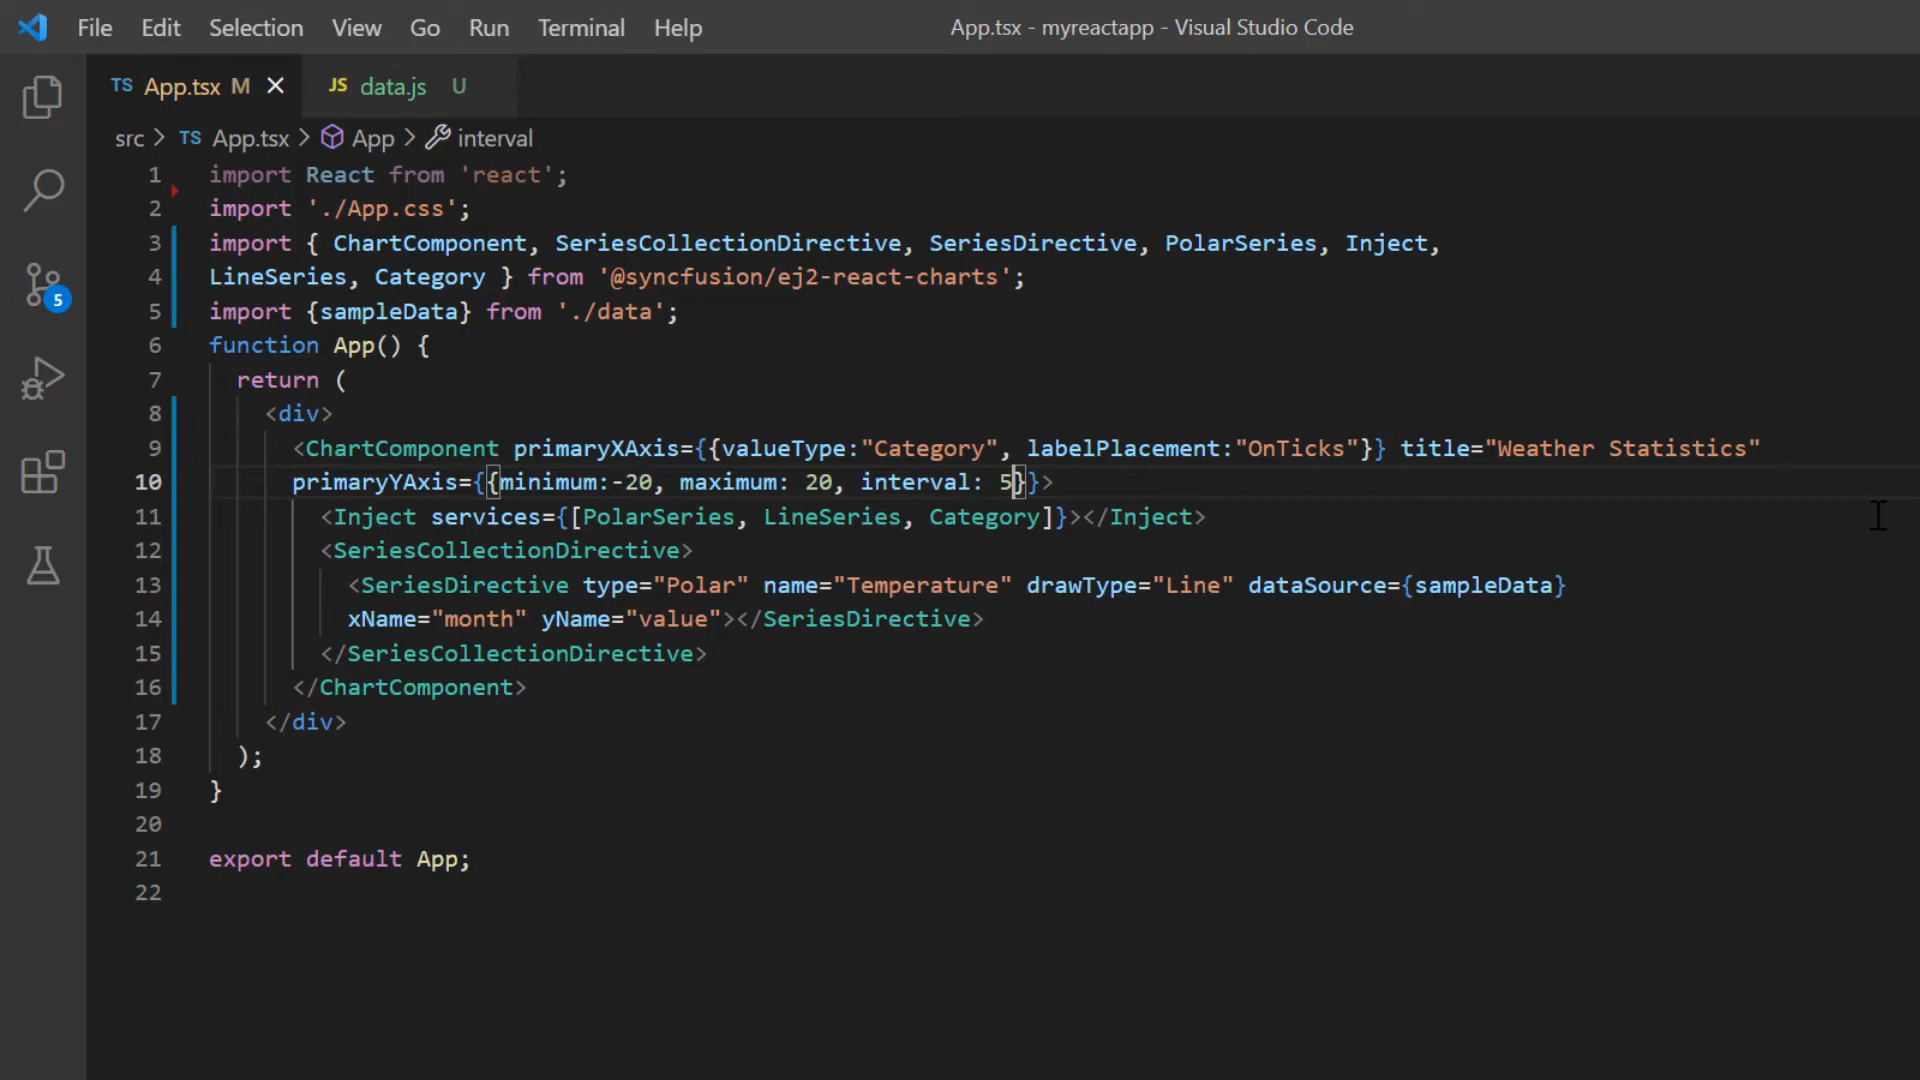 File Edit Selection View Go Run Terminal Help App.tsx - myreactapp - Visual Studio Code
TS App.tsx M JS data.js U
src > TS App.tsx > App > interval
1 import React from 'react';
2 import './App.css';
3 import { ChartComponent, SeriesCollectionDirective, SeriesDirective, PolarSeries, Inject,
4 LineSeries, Category } from '@syncfusion/ej2-react-charts';
5 import {sampleData} from './data';
6 function App() {
7 return (
8 <div>
9 <ChartComponent primaryXAxis={{valueType:"Category", labelPlacement:"OnTicks"}} title="Weather Statistics"
10 primaryYAxis={{minimum:-20, maximum: 20, interval: 5}}>
11 <Inject services={[PolarSeries, LineSeries, Category]}></Inject>
12 <SeriesCollectionDirective>
13 <SeriesDirective type="Polar" name="Temperature" drawType="Line" dataSource={sampleData}
14 xName="month" yName="value"></SeriesDirective>
15 </SeriesCollectionDirective>
16 </ChartComponent>
17 </div>
18 );
19 }
20
21 export default App;
22
5